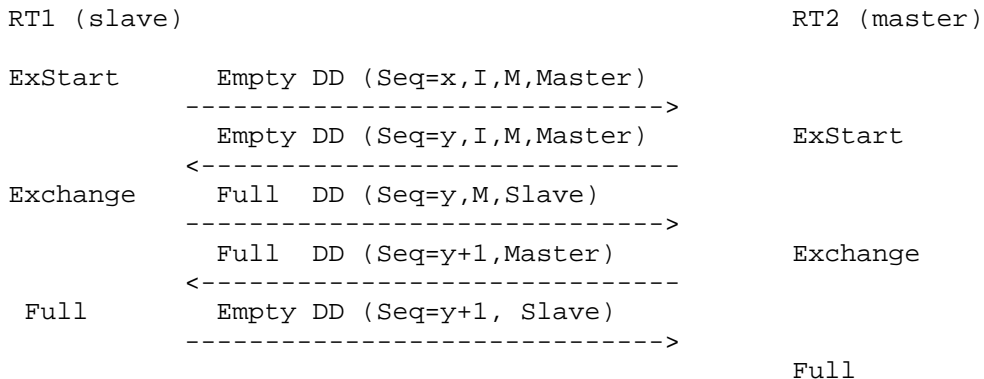 RT1 (slave) RT2 (master)
ExStart Empty DD (Seq=x,I,M,Master)
------------------------------>
Empty DD (Seq=y,I,M,Master) ExStart
<------------------------------
Exchange Full DD (Seq=y,M,Slave)
------------------------------>
Full DD (Seq=y+1,Master) Exchange
<------------------------------
Full Empty DD (Seq=y+1, Slave)
------------------------------>
Full